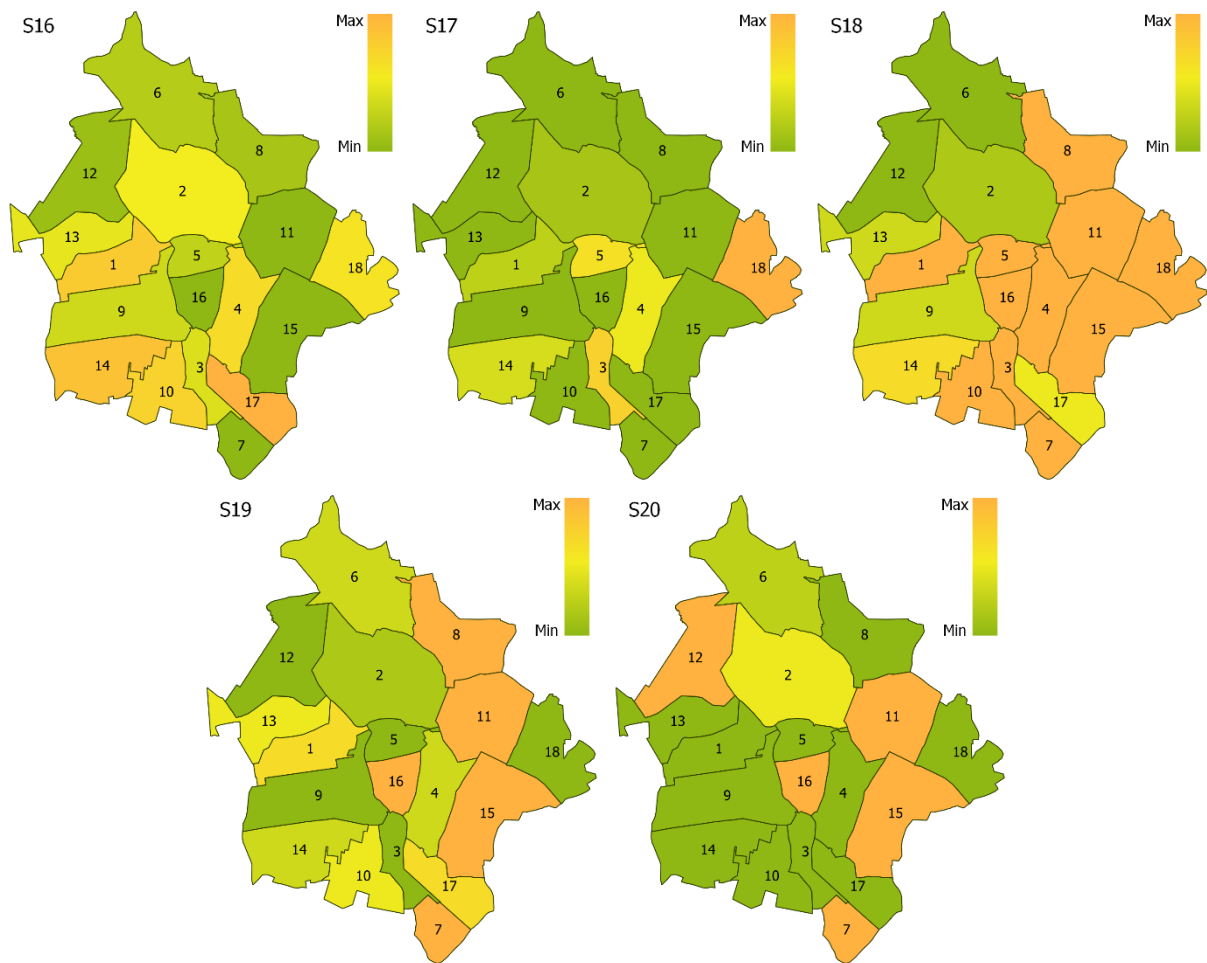 S16 Max S17 Max S18 Max
6 6 6
Min 8 Min 8 Min 8
12 12 12
2 2 2
13 11 13 11 13 11
1 5 18 1 5 18 1 5 18
16 16 16
9 4 9 4 9 4
15 15 15
14 3 14 3 14 3
10 17 10 17 10 17
7 7 7
S19 Max S20 Max
6 6
Min 8 Min 8
12 12
2 2
13 11 13 11
1 5 18 1 5 18
16 16
9 4 9 4
15 15
14 3 14 3
10 17 10 17
7 7